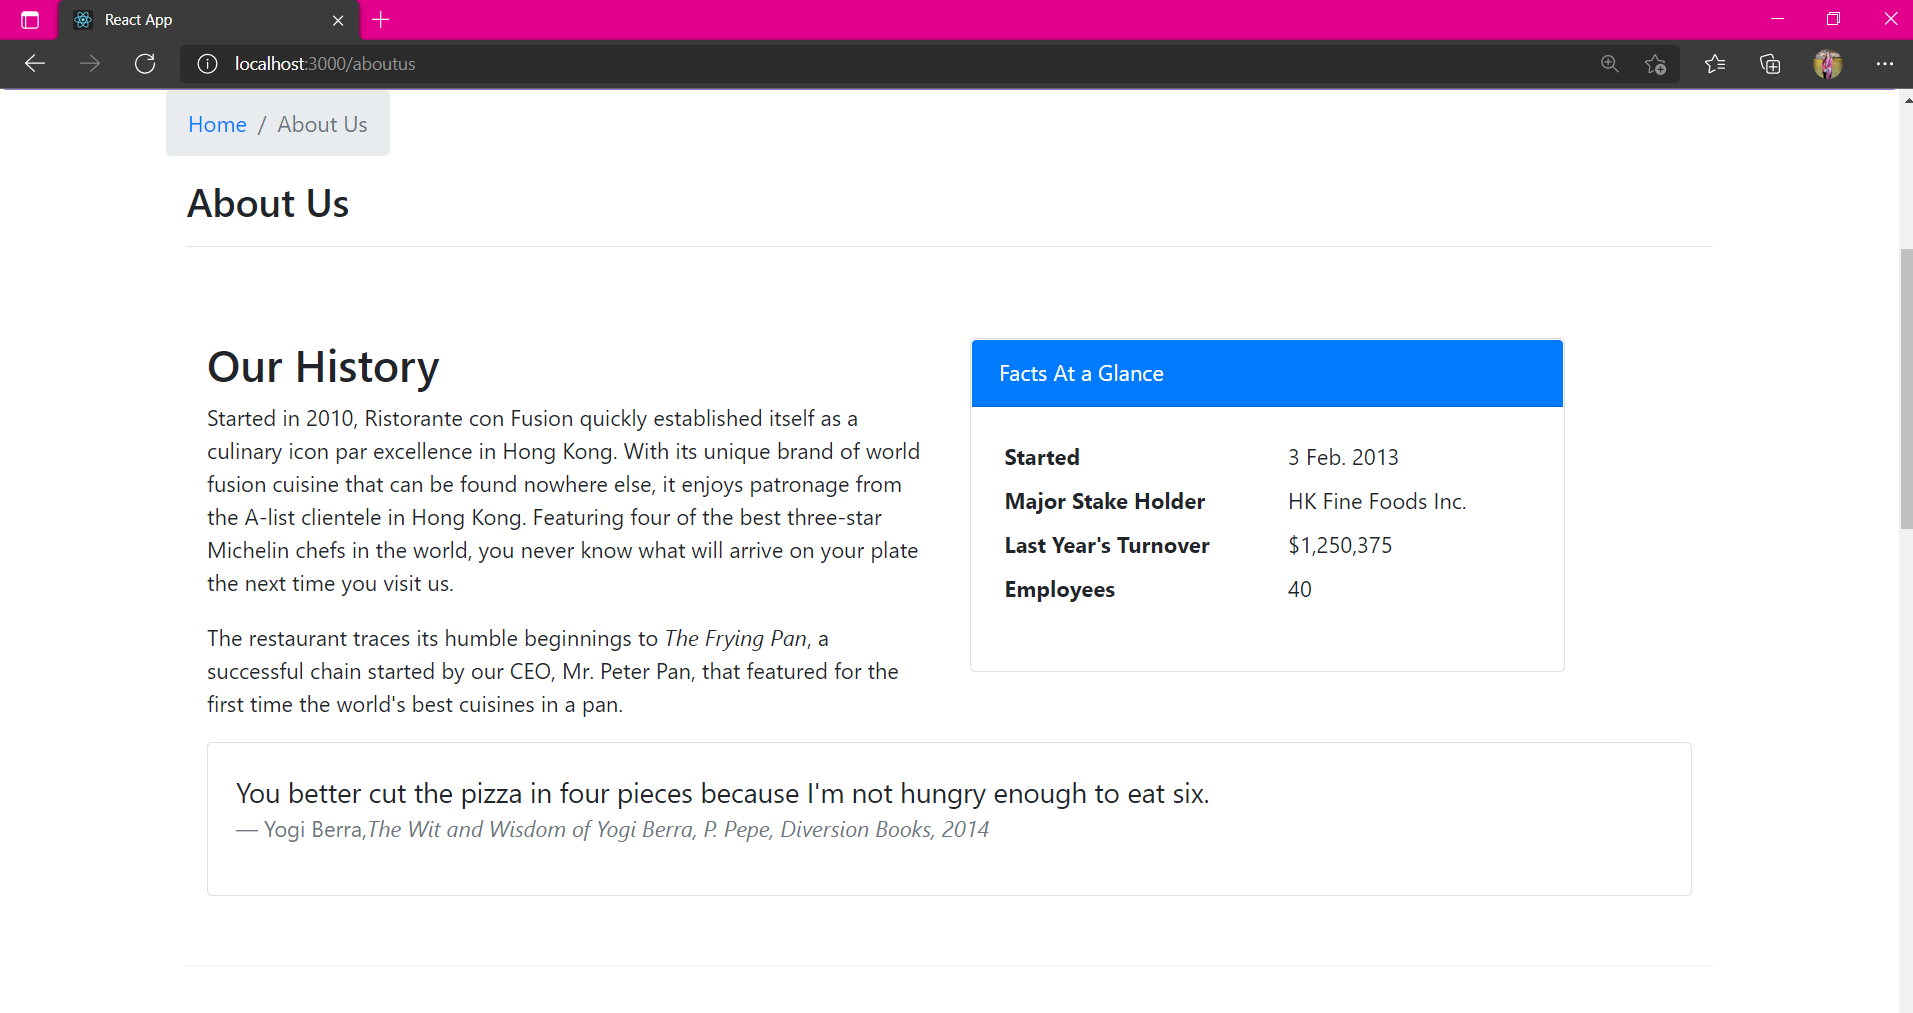 React App
localhost:3000/aboutus
Home / About Us
About Us
Our History
Started in 2010, Ristorante con Fusion quickly established itself as a
culinary icon par excellence in Hong Kong. With its unique brand of world
fusion cuisine that can be found nowhere else, it enjoys patronage from
the A-list clientele in Hong Kong. Featuring four of the best three-star
Michelin chefs in the world, you never know what will arrive on your plate
the next time you visit us.
The restaurant traces its humble beginnings to The Frying Pan, a
successful chain started by our CEO, Mr. Peter Pan, that featured for the
first time the world's best cuisines in a pan.
Facts At a Glance
Started 3 Feb. 2013
Major Stake Holder HK Fine Foods Inc.
Last Year's Turnover $1,250,375
Employees 40
You better cut the pizza in four pieces because I'm not hungry enough to eat six.
— Yogi Berra,The Wit and Wisdom of Yogi Berra, P. Pepe, Diversion Books, 2014